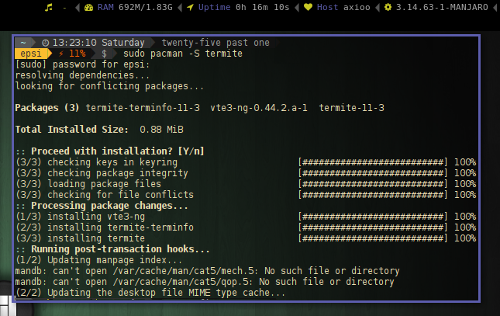 - RAM 692M/1.83G Uptime 0h 16m 10s Host axioo 3.14.63-1-MANJARO
~ 13:23:10 Saturday twenty-five past one
epsi ⚡ 11% $ sudo pacman -S termite
[sudo] password for epsi:
resolving dependencies...
looking for conflicting packages...
Packages (3) termite-terminfo-11-3 vte3-ng-0.44.2.a-1 termite-11-3
Total Installed Size: 0.88 MiB
:: Proceed with installation? [Y/n]
(3/3) checking keys in keyring [##########################] 100%
(3/3) checking package integrity [##########################] 100%
(3/3) loading package files [##########################] 100%
(3/3) checking for file conflicts [##########################] 100%
:: Processing package changes...
(1/3) installing vte3-ng [##########################] 100%
(2/3) installing termite-terminfo [##########################] 100%
(3/3) installing termite [##########################] 100%
:: Running post-transaction hooks...
(1/2) Updating manpage index...
mandb: can't open /var/cache/man/cat5/mech.5: No such file or directory
mandb: can't open /var/cache/man/cat5/qop.5: No such file or directory
(2/2) Updating the desktop file MIME type cache...